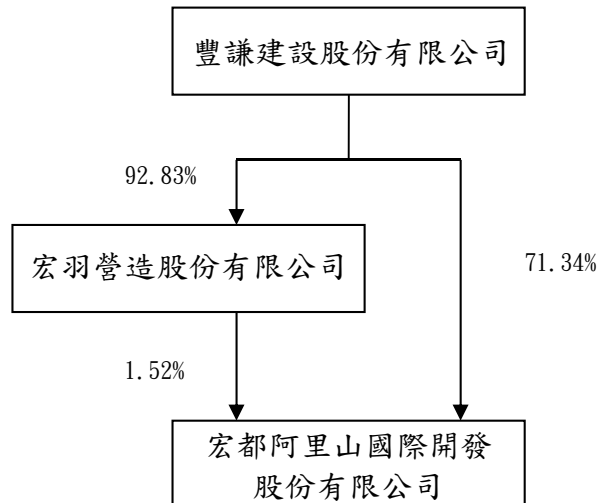 豐謙建設股份有限公司
92.83%
宏羽營造股份有限公司
71.34%
1.52%
宏都阿里山國際開發
股份有限公司